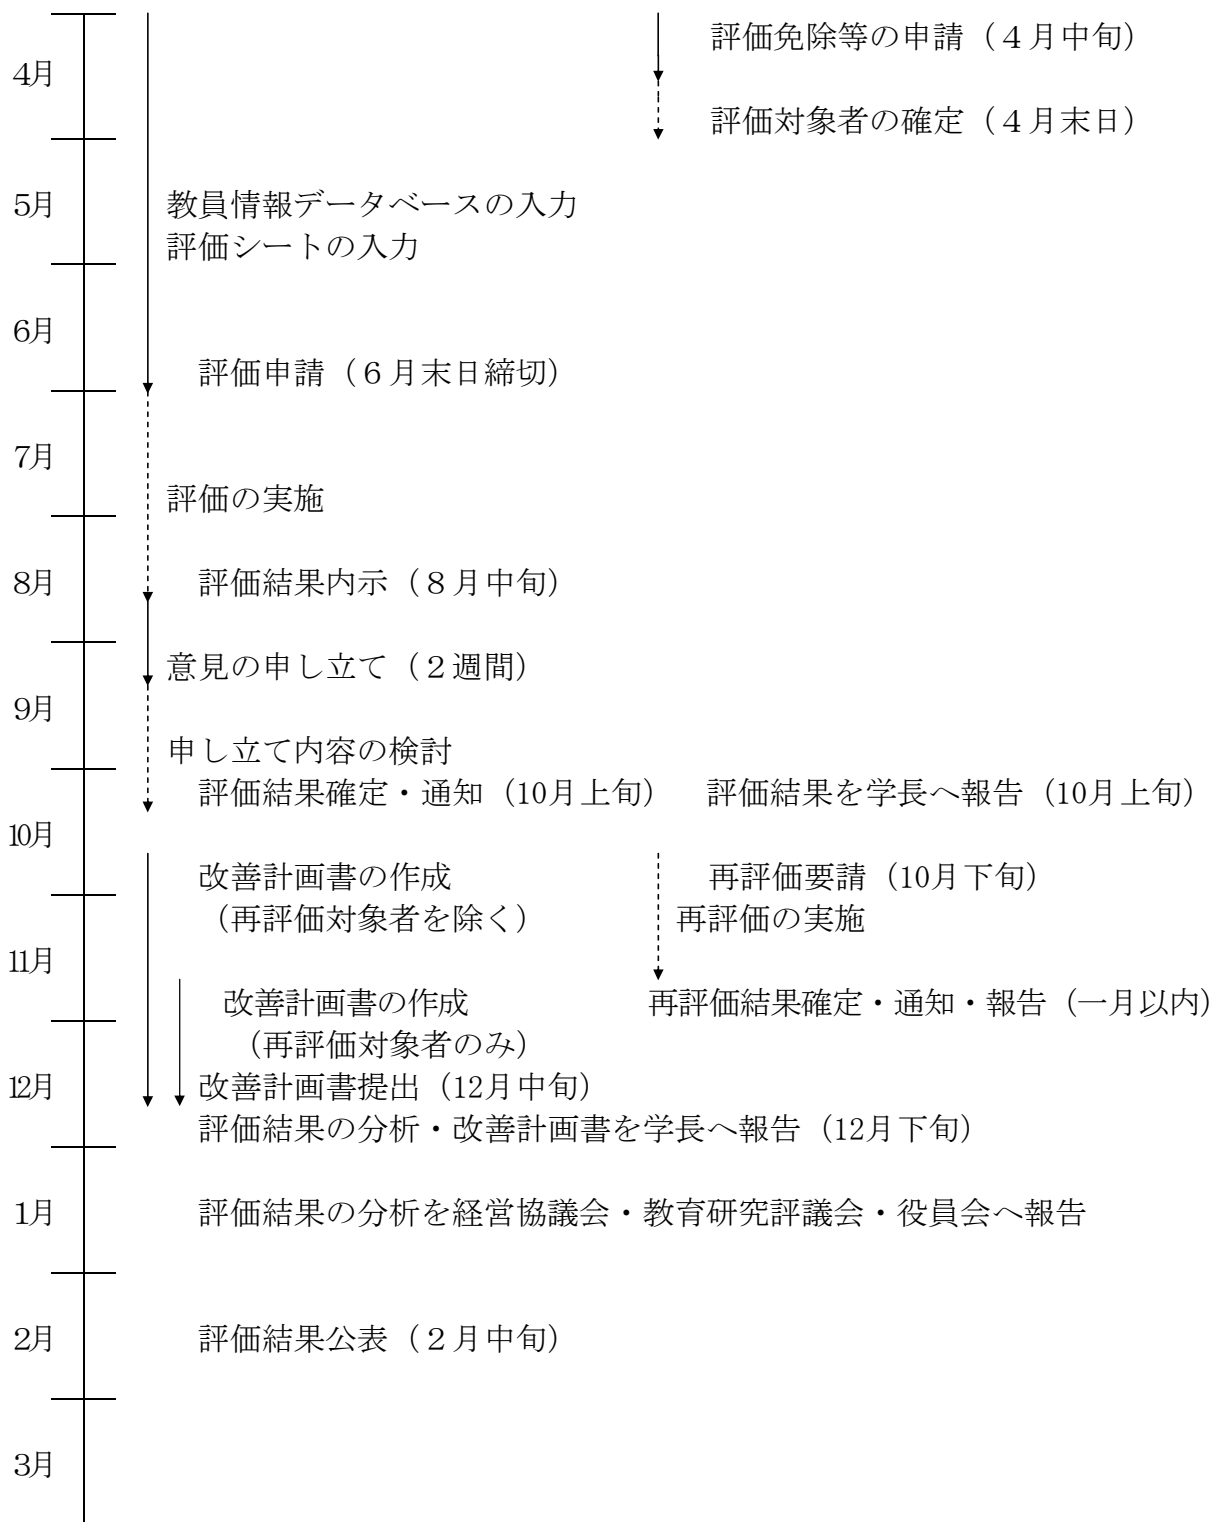 評価免除等の申請（４月中旬）
4月
評価対象者の確定（４月末日）
5月
教員情報データベースの入力
評価シートの入力
6月
評価申請（６月末日締切）
7月
評価の実施
8月
評価結果内示（８月中旬）
意見の申し立て（２週間）
9月
申し立て内容の検討
評価結果確定・通知（10月上旬）　評価結果を学長へ報告（10月上旬）
10月
改善計画書の作成　再評価要請（10月下旬）
（再評価対象者を除く）　再評価の実施
11月
改善計画書の作成　再評価結果確定・通知・報告（一月以内）
（再評価対象者のみ）
12月
改善計画書提出（12月中旬）
評価結果の分析・改善計画書を学長へ報告（12月下旬）
1月
評価結果の分析を経営協議会・教育研究評議会・役員会へ報告
2月
評価結果公表（２月中旬）
3月